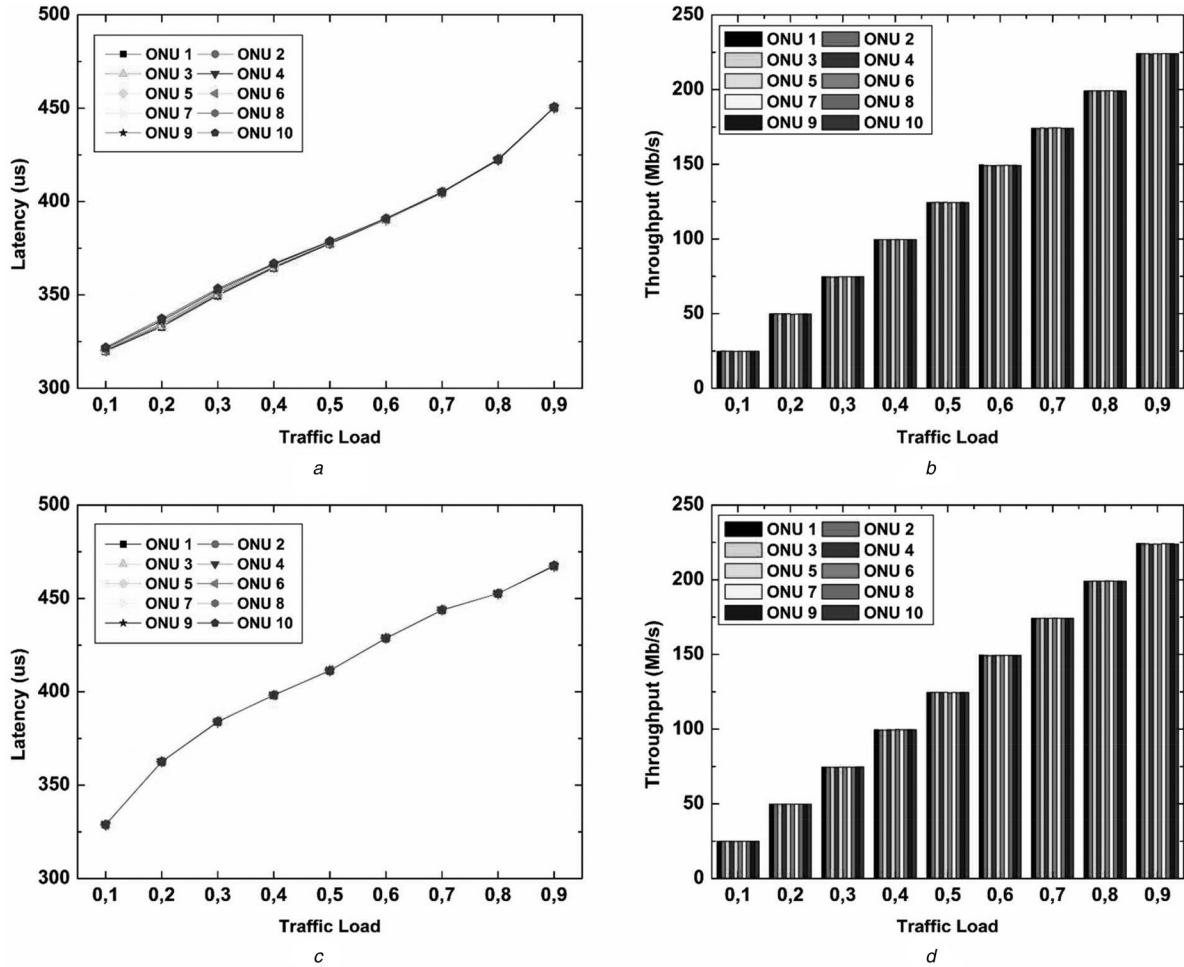 500
450
400
350
300
Latency (us)
ONU 1 ONU 2
ONU 3 ONU 4
ONU 5 ONU 6
ONU 7 ONU 8
ONU 9 ONU 10
0,1 0,2 0,3 0,4 0,5 0,6 0,7 0,8 0,9
Traffic Load
a
250
200
150
100
50
0
Throughput (Mb/s)
ONU 1 ONU 2
ONU 3 ONU 4
ONU 5 ONU 6
ONU 7 ONU 8
ONU 9 ONU 10
0,1 0,2 0,3 0,4 0,5 0,6 0,7 0,8 0,9
Traffic Load
b
500
450
400
350
300
Latency (us)
ONU 1 ONU 2
ONU 3 ONU 4
ONU 5 ONU 6
ONU 7 ONU 8
ONU 9 ONU 10
0,1 0,2 0,3 0,4 0,5 0,6 0,7 0,8 0,9
Traffic Load
c
250
200
150
100
50
0
Throughput (Mb/s)
ONU 1 ONU 2
ONU 3 ONU 4
ONU 5 ONU 6
ONU 7 ONU 8
ONU 9 ONU 10
0,1 0,2 0,3 0,4 0,5 0,6 0,7 0,8 0,9
Traffic Load
d